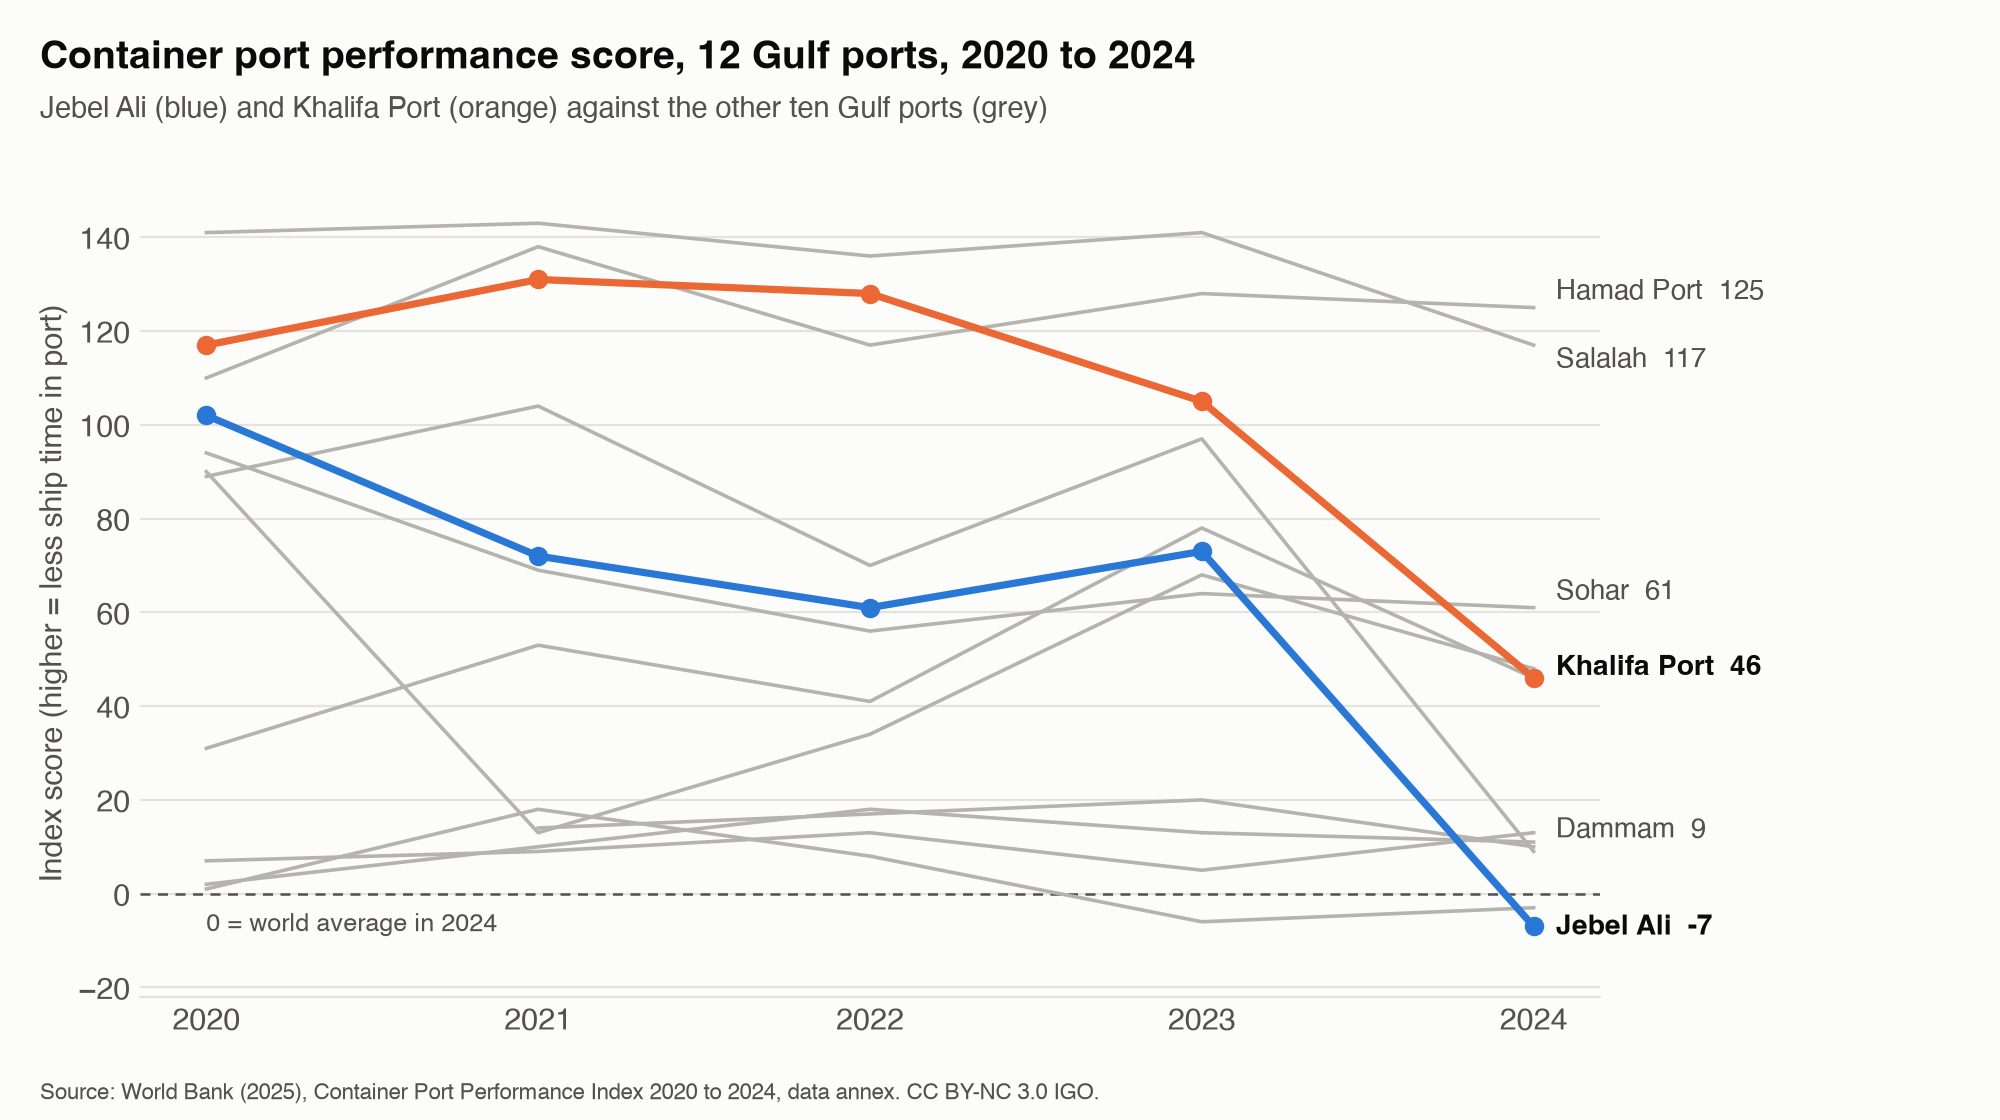 Container port performance score, 12 Gulf ports, 2020 to 2024
Jebel Ali (blue) and Khalifa Port (orange) against the other ten Gulf ports (grey)
Index score (higher = less ship time in port)
140
120
100
80
60
40
20
0
−20
0 = world average in 2024
Hamad Port 125
Salalah 117
Sohar 61
Khalifa Port 46
Dammam 9
Jebel Ali -7
2020 2021 2022 2023 2024
Source: World Bank (2025), Container Port Performance Index 2020 to 2024, data annex. CC BY-NC 3.0 IGO.